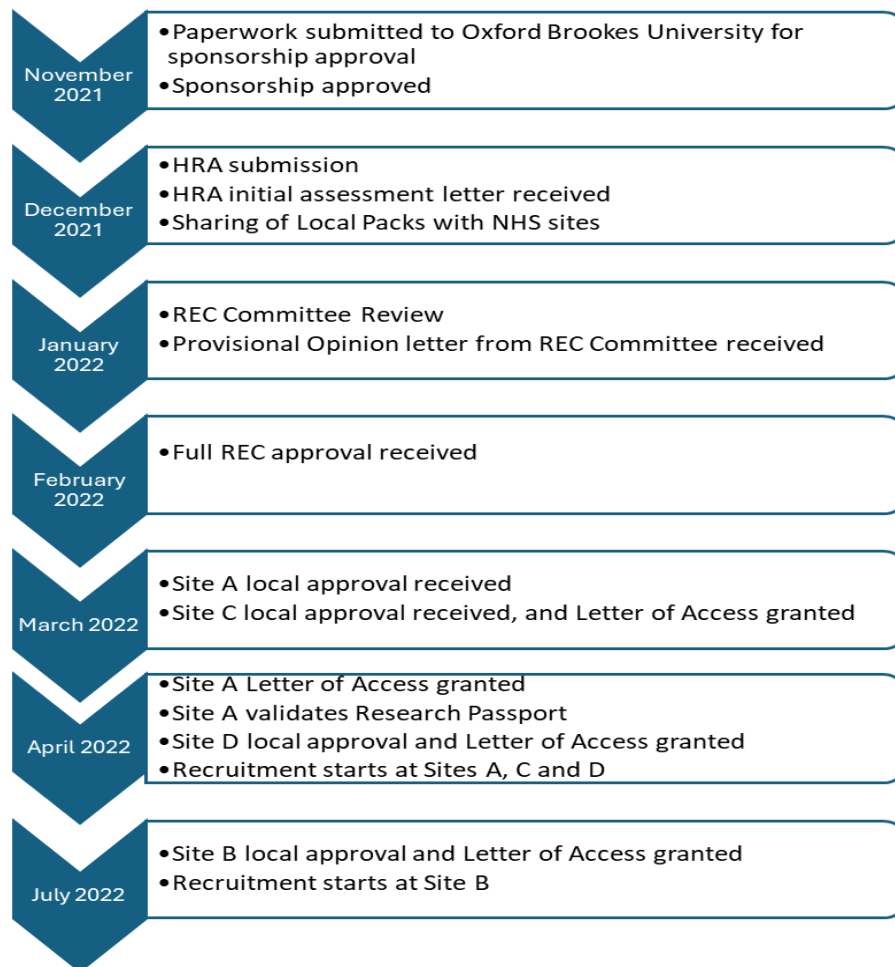 November
2021
•Paperwork submitted to Oxford Brookes University for
sponsorship approval
•Sponsorship approved
December
2021
•HRA submission
•HRA initial assessment letter received
•Sharing of Local Packs with NHS sites
January
2022
•REC Committee Review
•Provisional Opinion letter from REC Committee received
February
2022
•Full REC approval received
March 2022
•Site A local approval received
•Site C local approval received, and Letter of Access granted
April 2022
•Site A Letter of Access granted
•Site A validates Research Passport
•Site D local approval and Letter of Access granted
•Recruitment starts at Sites A, C and D
July 2022
•Site B local approval and Letter of Access granted
•Recruitment starts at Site B